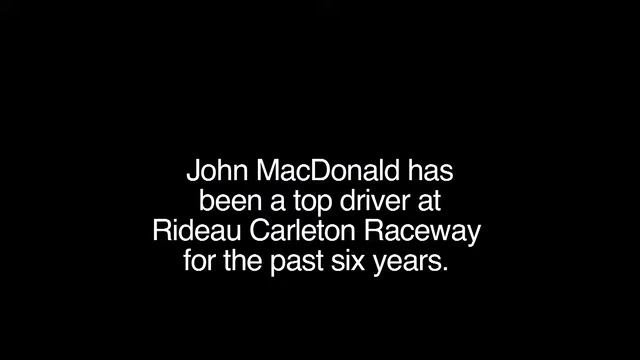 John MacDonald has
been a top driver at
Rideau Carleton Raceway
for the past six years.